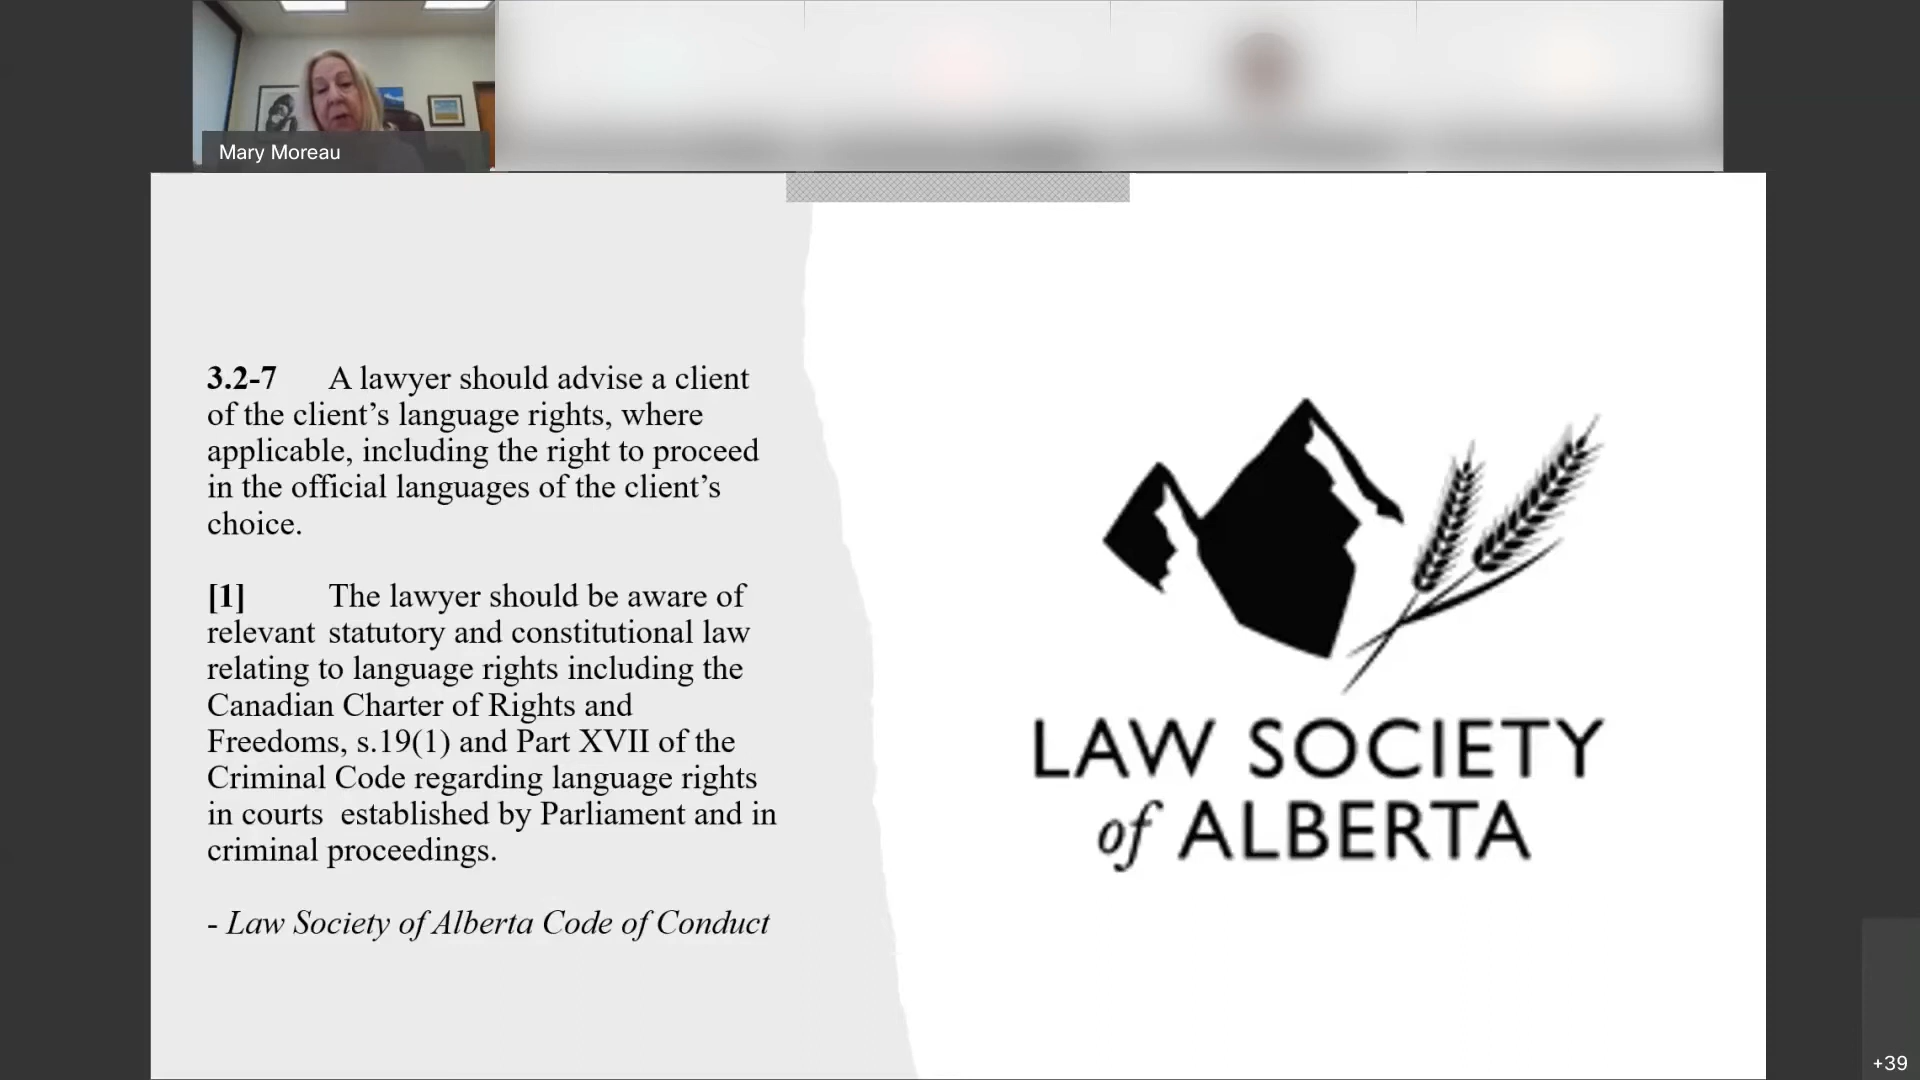 Mary Moreau
3.2-7 A lawyer should advise a client
of the client’s language rights, where
applicable, including the right to proceed
in the official languages of the client’s
choice.
[1] The lawyer should be aware of
relevant statutory and constitutional law
relating to language rights including the
Canadian Charter of Rights and
Freedoms, s.19(1) and Part XVII of the
Criminal Code regarding language rights
in courts established by Parliament and in
criminal proceedings.
- Law Society of Alberta Code of Conduct
LAW SOCIETY
of ALBERTA
+39